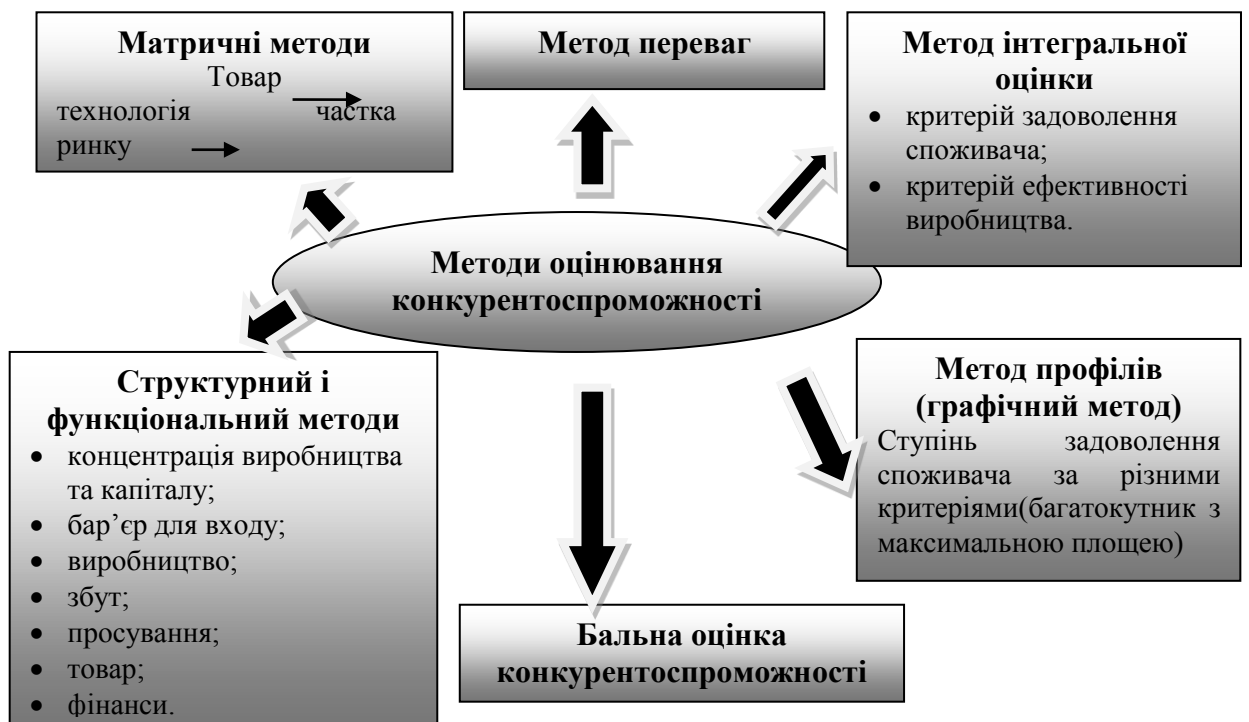 Матричні методи
Товар
технологія частка
ринку
Метод переваг
Метод інтегральної
оцінки
• критерій задоволення
споживача;
• критерій ефективності
виробництва.
Методи оцінювання
конкурентоспроможності
Структурний і
функціональний методи
• концентрація виробництва
та капіталу;
• бар’єр для входу;
• виробництво;
• збут;
• просування;
• товар;
• фінанси.
Метод профілів
(графічний метод)
Ступінь задоволення
споживача за різними
критеріями(багатокутник з
максимальною площею)
Бальна оцінка
конкурентоспроможності